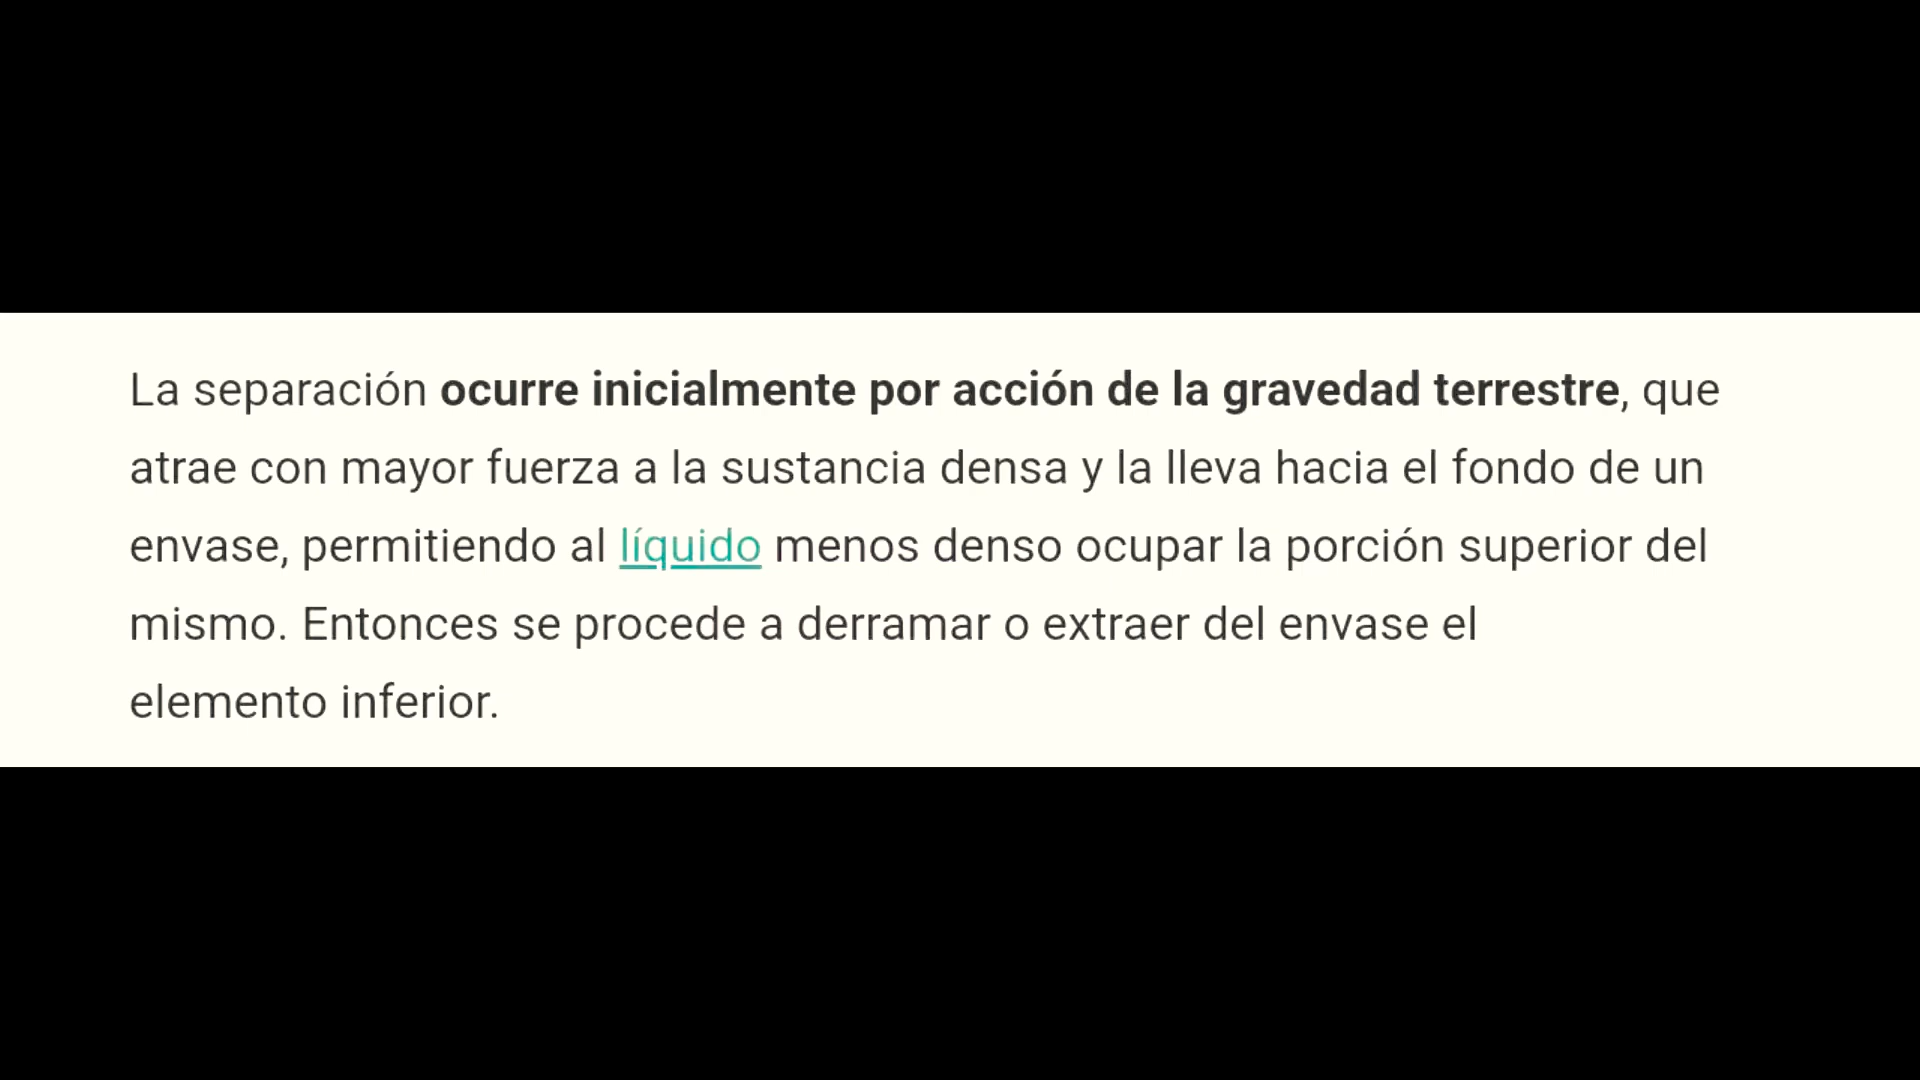 La separación ocurre inicialmente por acción de la gravedad terrestre, que
atrae con mayor fuerza a la sustancia densa y la lleva hacia el fondo de un
envase, permitiendo al líquido menos denso ocupar la porción superior del
mismo. Entonces se procede a derramar o extraer del envase el
elemento inferior.